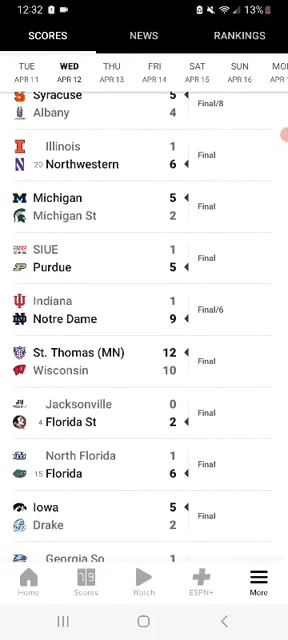 12:32
13%
SCORES NEWS RANKINGS
TUE WED THU FRI SAT SUN MO
APR 11 APR 12 APR 13 APR 14 APR 15 APR 16 APR 1
Syracuse 5 Final/8
Albany 4
Illinois 1 Final
20 Northwestern 6
Michigan 5 Final
Michigan St 2
SIUE 1 Final
Purdue 5
Indiana 1 Final/6
Notre Dame 9
St. Thomas (MN) 12 Final
Wisconsin 10
Jacksonville 0 Final
4 Florida St 2
North Florida 1 Final
15 Florida 6
Iowa 5 Final
Drake 2
Georgia So 1
Home Scores Watch ESPN+ More